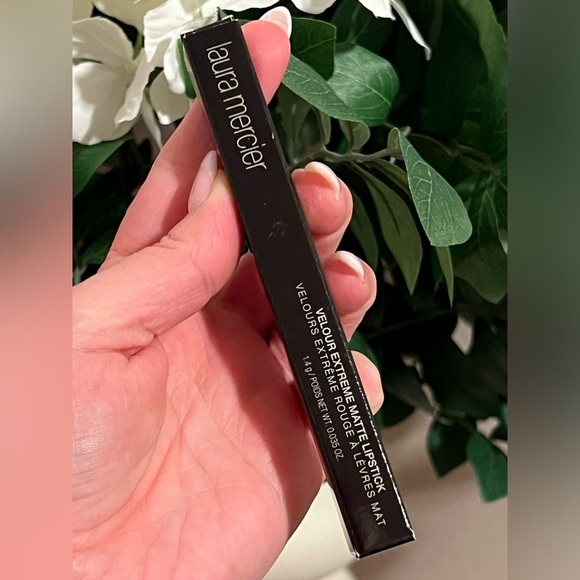 laura mercier
VELOUR EXTREME MATTE LIPSTICK
VELOURS EXTRÊME ROUGE À LÈVRES MAT
1.4 g/POIDS NET WT. 0.035 OZ.